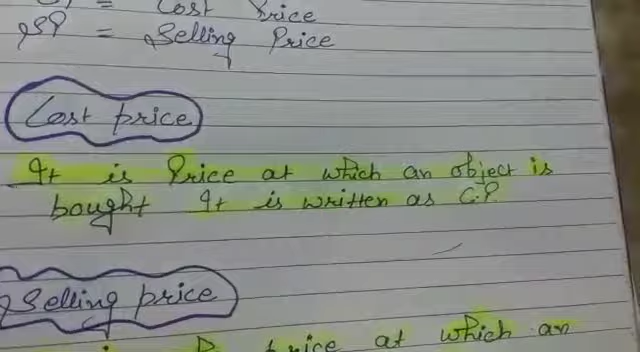 = Cost Price
SP = Selling Price
Cost price
It is Price at which an object is
bought It is written as C.P
Selling price
price at which an